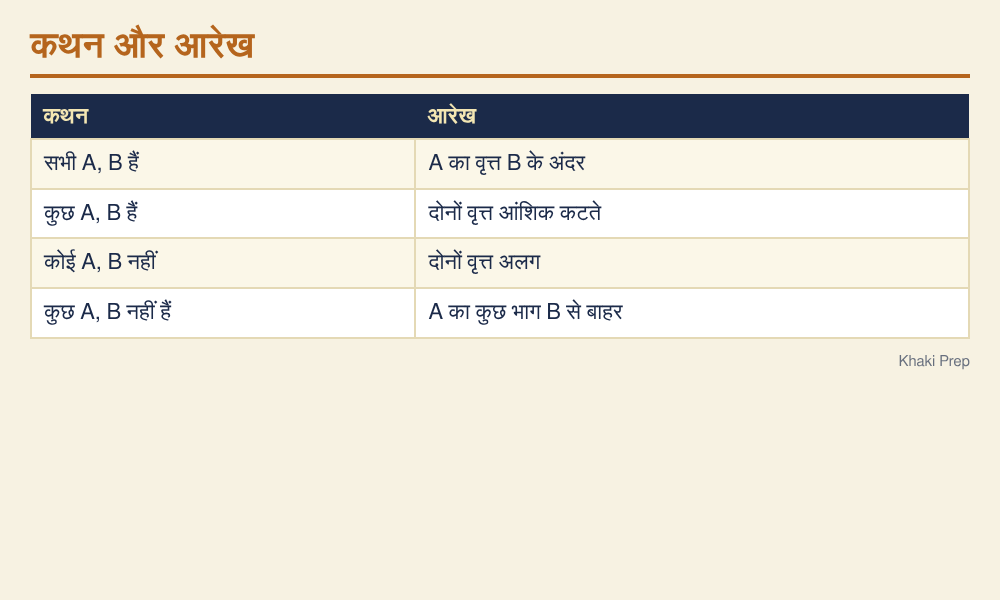 कथन और आरेख
कथन आरेख
सभी A, B हैं A का वृत्त B के अंदर
कुछ A, B हैं दोनों वृत्त आंशिक कटते
कोई A, B नहीं दोनों वृत्त अलग
कुछ A, B नहीं हैं A का कुछ भाग B से बाहर
Khaki Prep